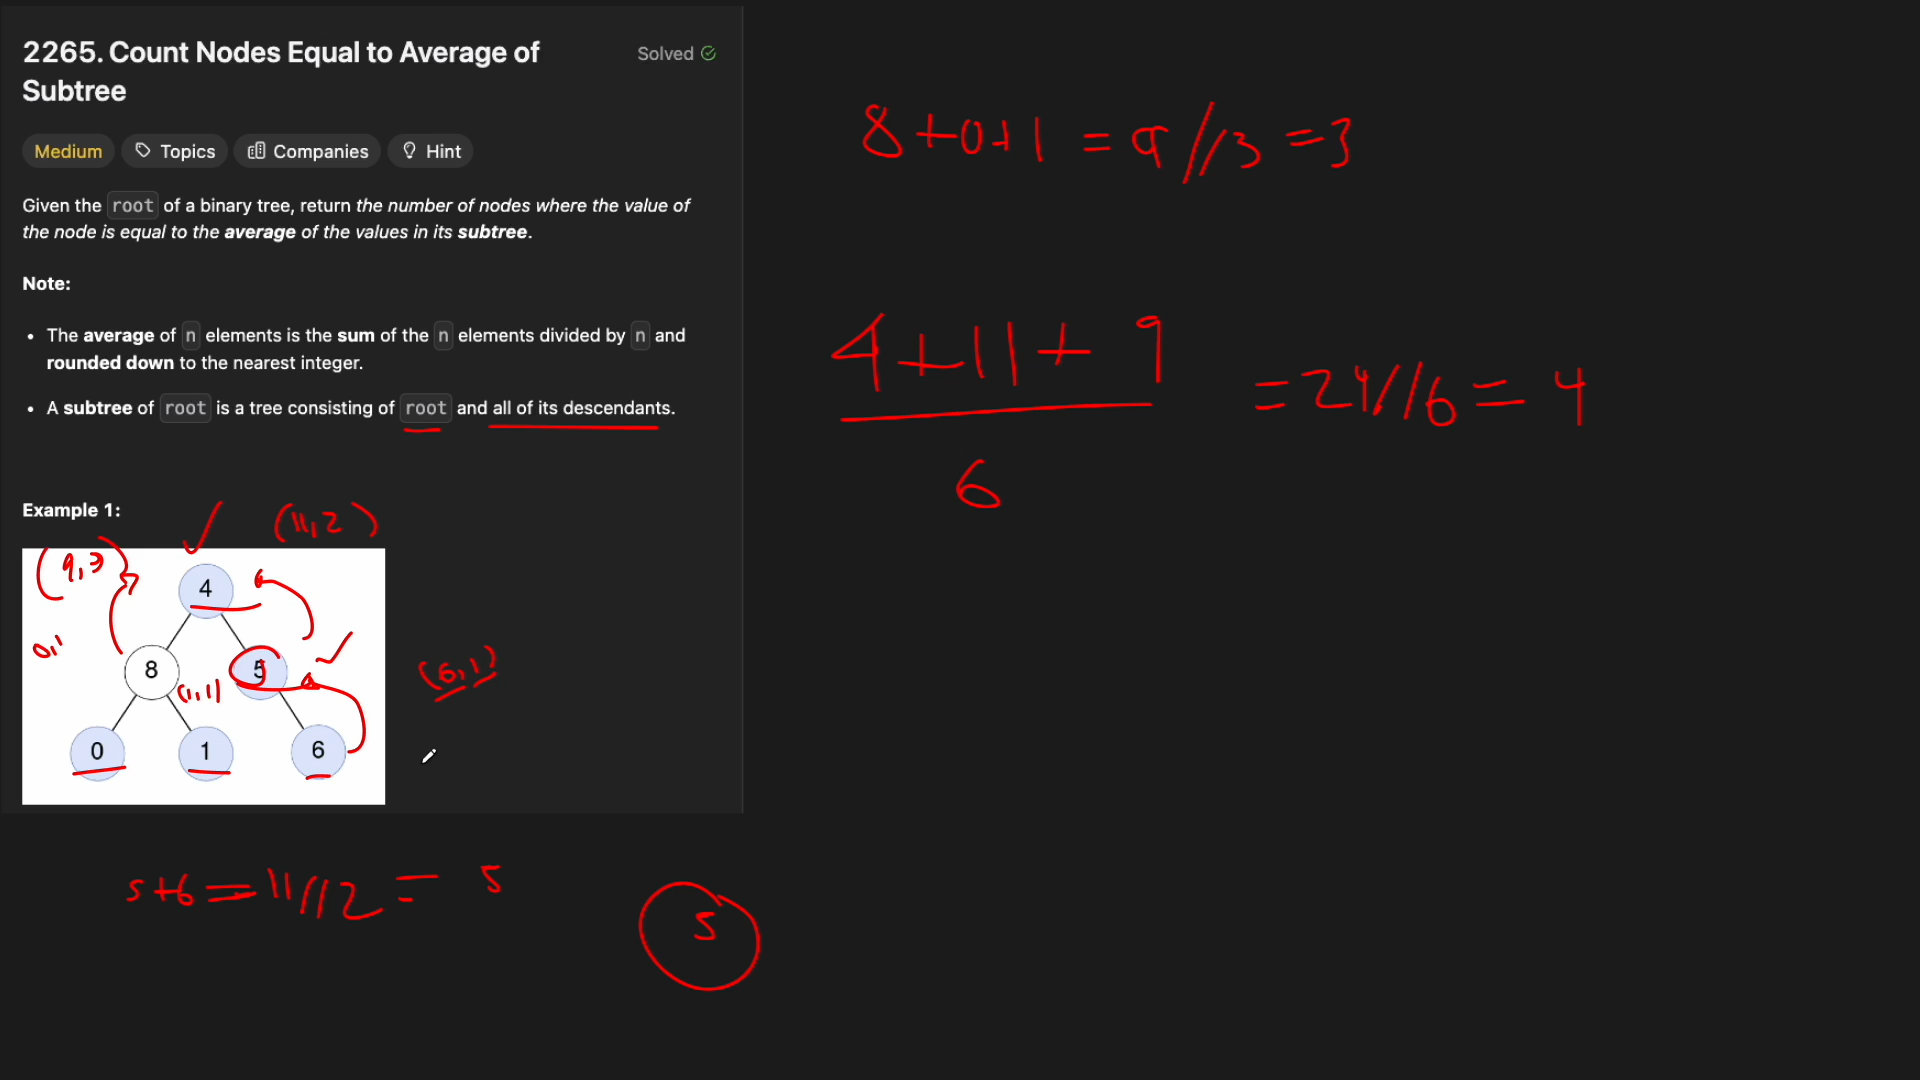 2265. Count Nodes Equal to Average of
Subtree
Solved
Medium
Topics
Companies
Hint
Given the root of a binary tree, return the number of nodes where the value of
the node is equal to the average of the values in its subtree.
Note:
• The average of n elements is the sum of the n elements divided by n and
rounded down to the nearest integer.
• A subtree of root is a tree consisting of root and all of its descendants.
Example 1:
(11,2)
(9,3)
4
0,1
8
5
(1,1)
(6,1)
0
1
6
5+6=11//2=5
5
8+0+1=9//3=3
4+11+9
6
=24//6=4